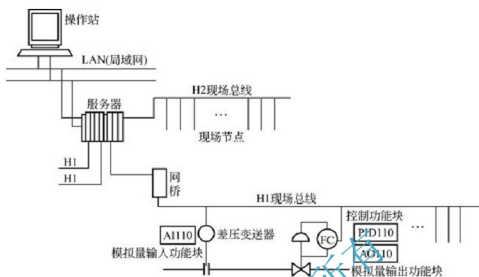 操作站
LAN(局域网)
服务器
H2现场总线
…
现场节点
H1
H1
网桥
H1现场总线
控制功能块
AI110
差压变送器
FC
PID110
…
模拟量输入功能块
AO110
模拟量输出功能块